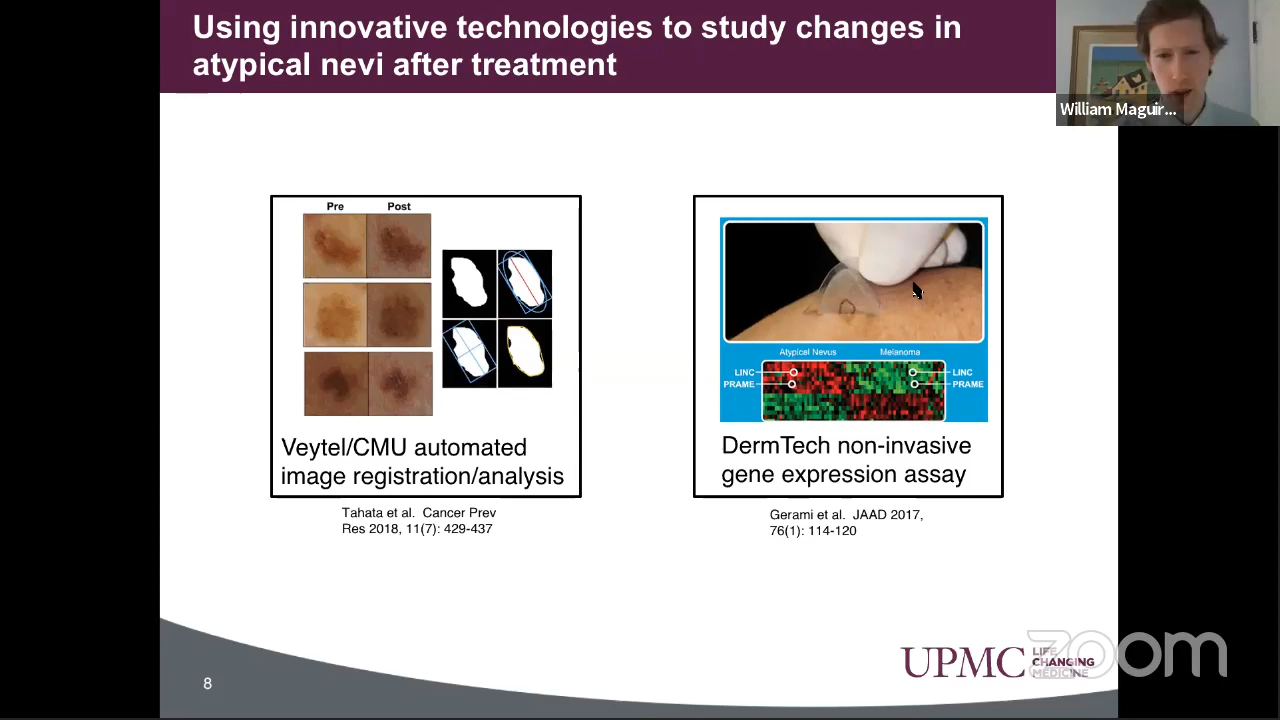 Using innovative technologies to study changes in
atypical nevi after treatment
William Maguir...
Pre Post
Veytel/CMU automated
image registration/analysis
Tahata et al. Cancer Prev
Res 2018, 11(7): 429-437
Atypical Nevus Melanoma
LINC LINC
PRAME PRAME
DermTech non-invasive
gene expression assay
Gerami et al. JAAD 2017,
76(1): 114-120
8
UPMC LIFE
CHANGING
MEDICINE
zoom